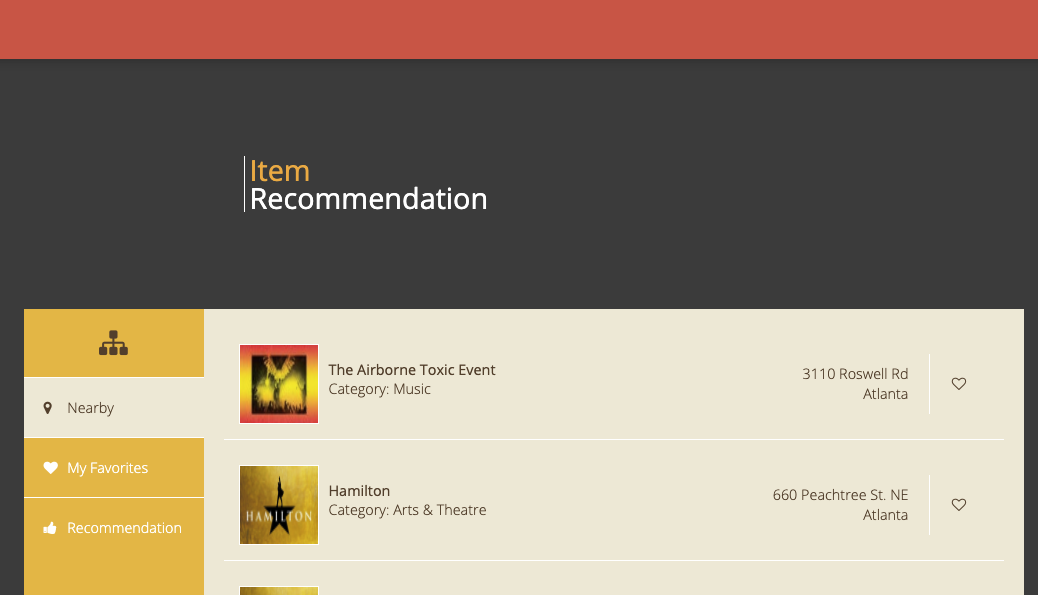 Item
Recommendation
Nearby
My Favorites
Recommendation
The Airborne Toxic Event
Category: Music
3110 Roswell Rd
Atlanta
HAMILTON
Hamilton
Category: Arts & Theatre
660 Peachtree St. NE
Atlanta